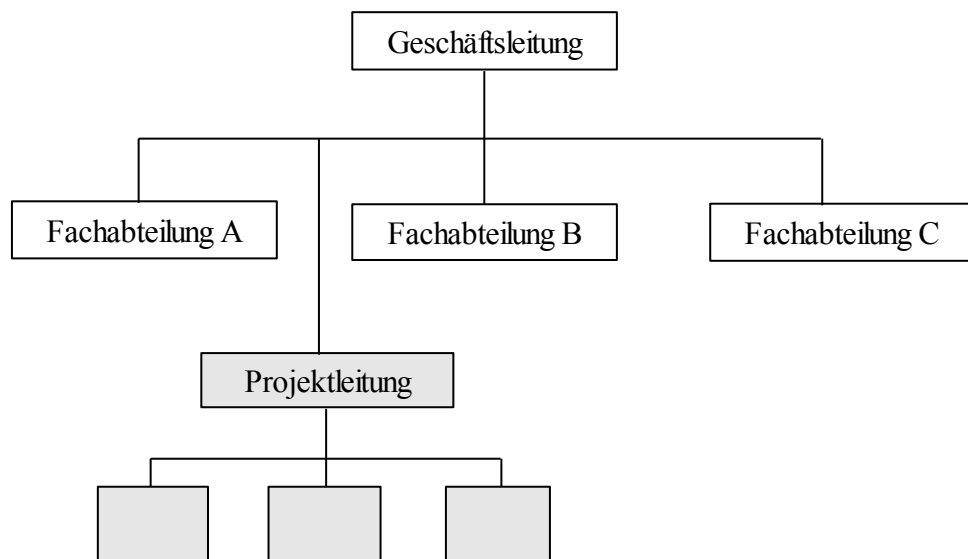 Geschäftsleitung
Fachabteilung A
Fachabteilung B
Fachabteilung C
Projektleitung